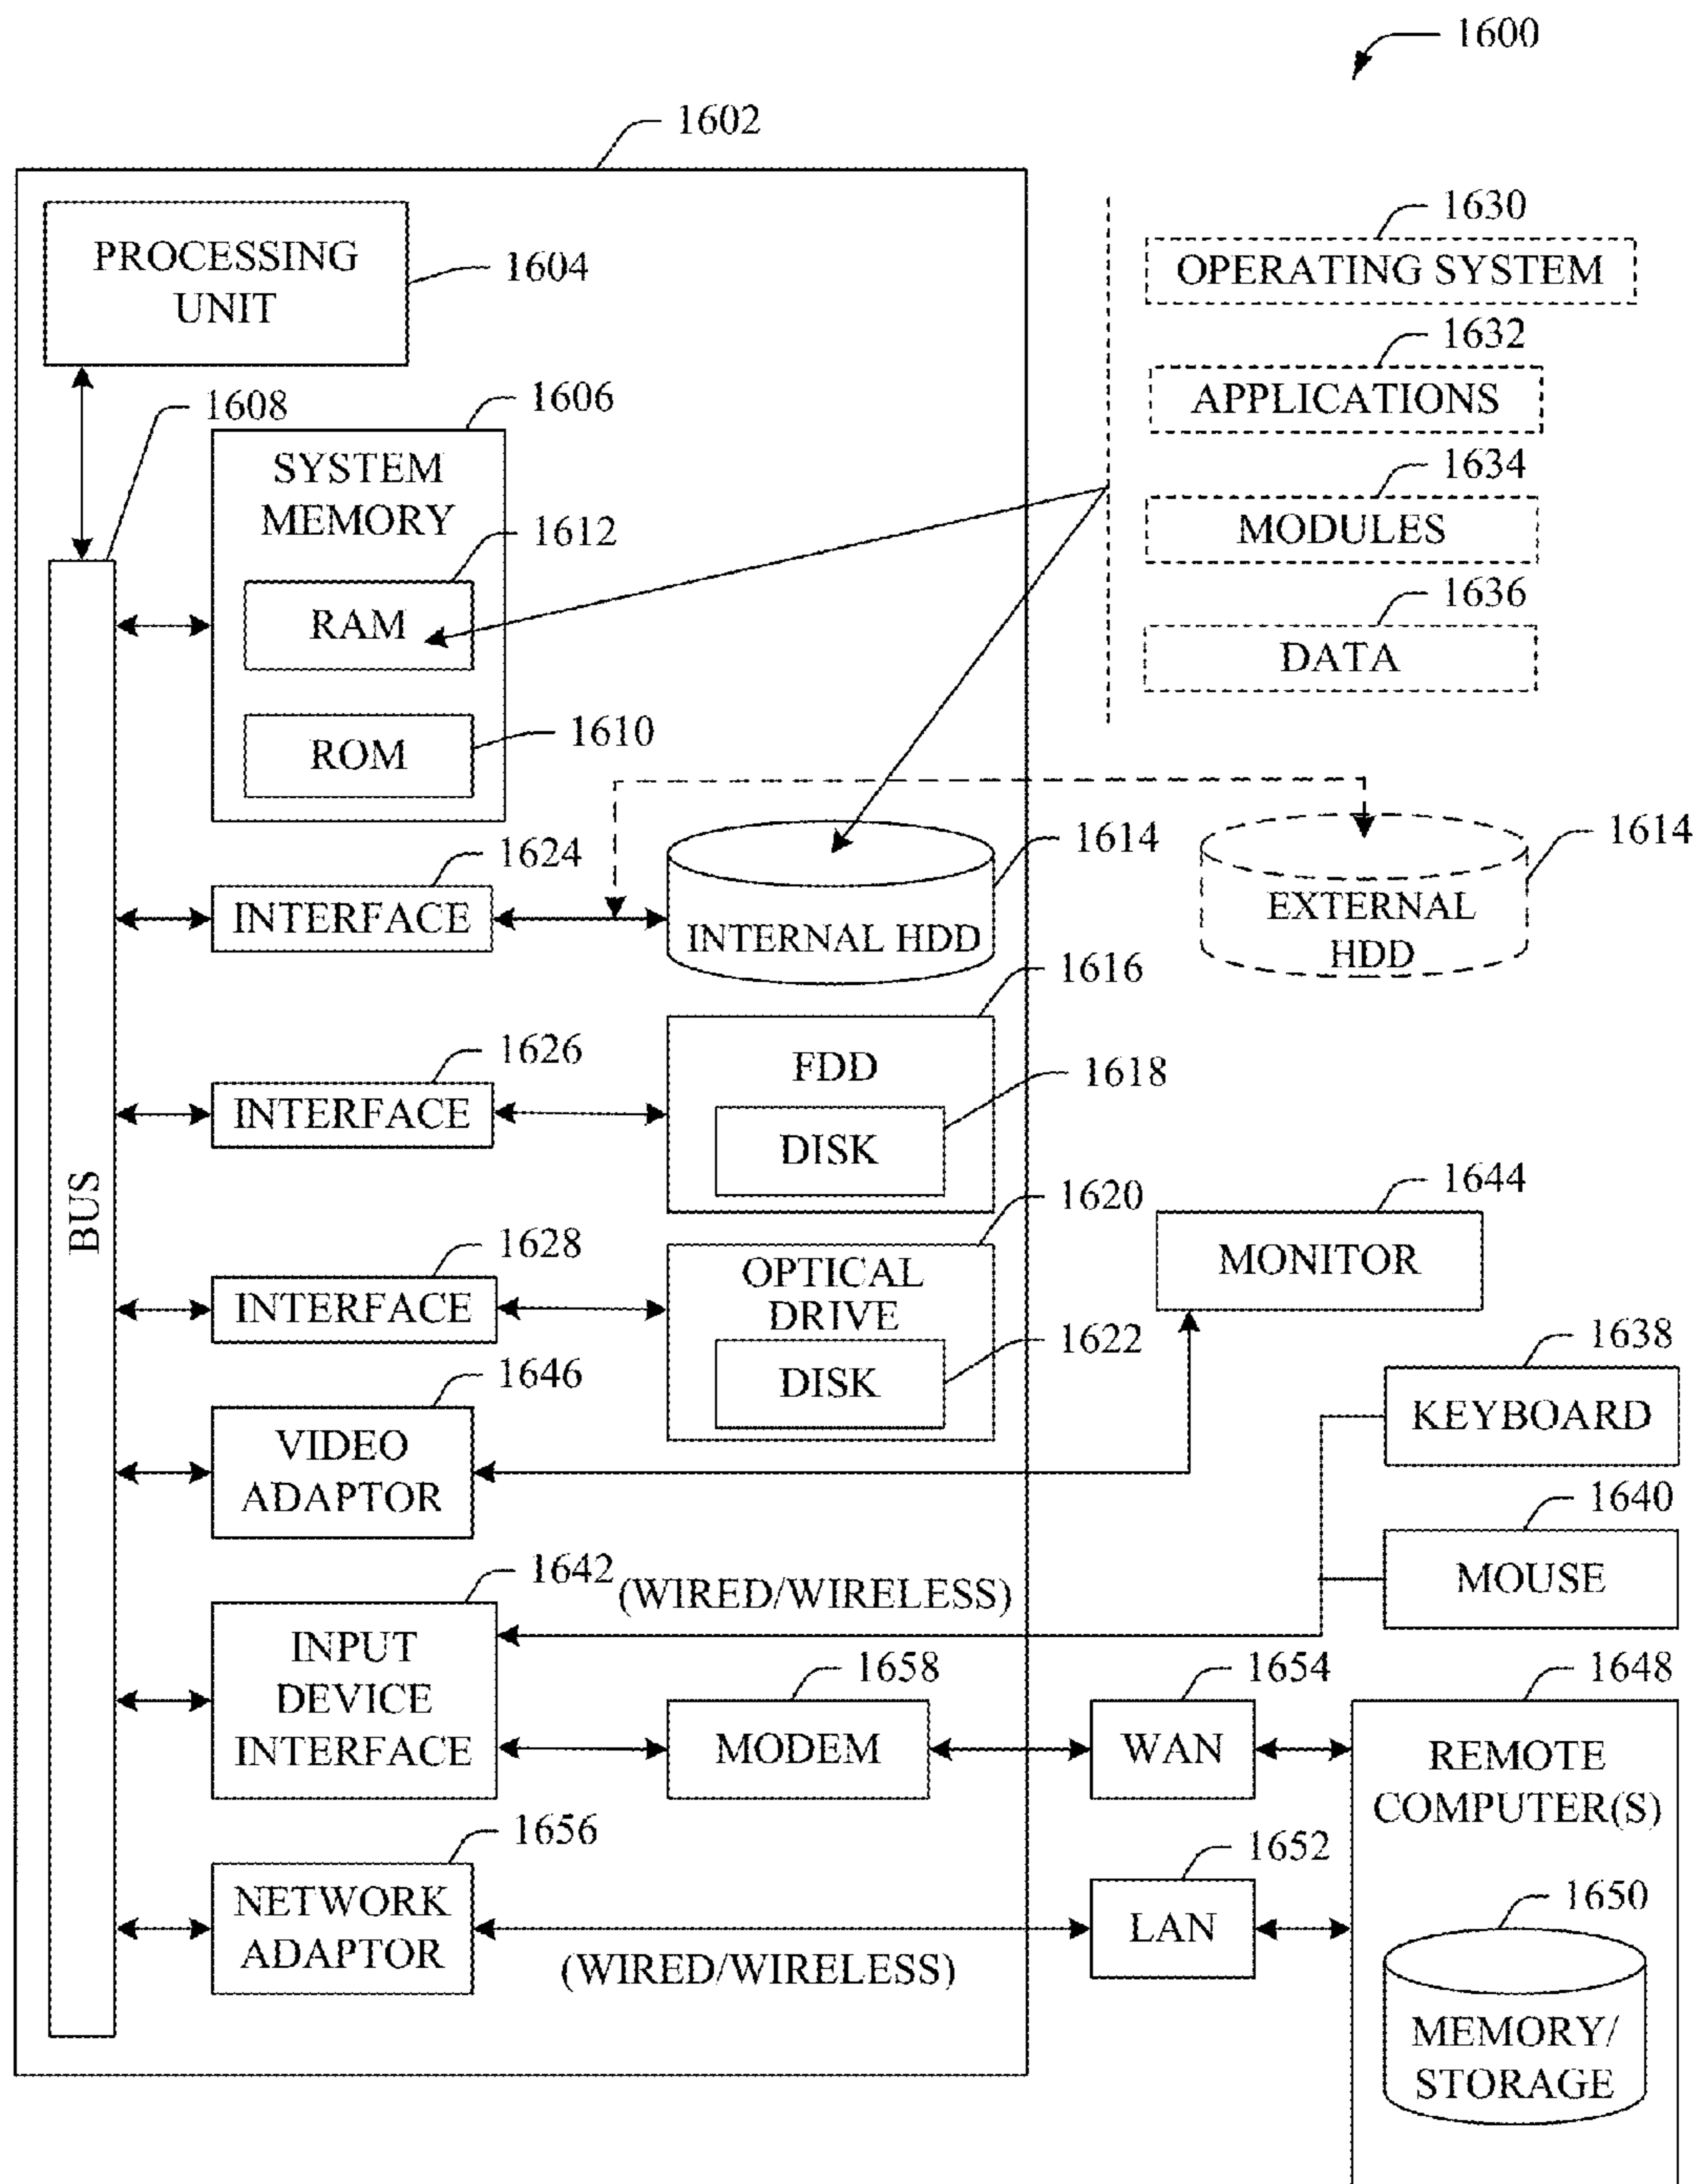 1600
1602
PROCESSING
UNIT
1604
1630
OPERATING SYSTEM
1632
APPLICATIONS
1634
MODULES
1636
DATA
1608
1606
SYSTEM
MEMORY
1612
RAM
1610
ROM
BUS
1624
INTERFACE
1614
INTERNAL HDD
1614
EXTERNAL
HDD
1626
INTERFACE
1616
FDD
1618
DISK
1628
INTERFACE
1620
OPTICAL
DRIVE
1622
DISK
1644
MONITOR
1646
VIDEO
ADAPTOR
1638
KEYBOARD
1640
MOUSE
1642
(WIRED/WIRELESS)
INPUT
DEVICE
INTERFACE
1658
MODEM
1654
WAN
1648
REMOTE
COMPUTER(S)
1656
NETWORK
ADAPTOR
(WIRED/WIRELESS)
1652
LAN
1650
MEMORY/
STORAGE